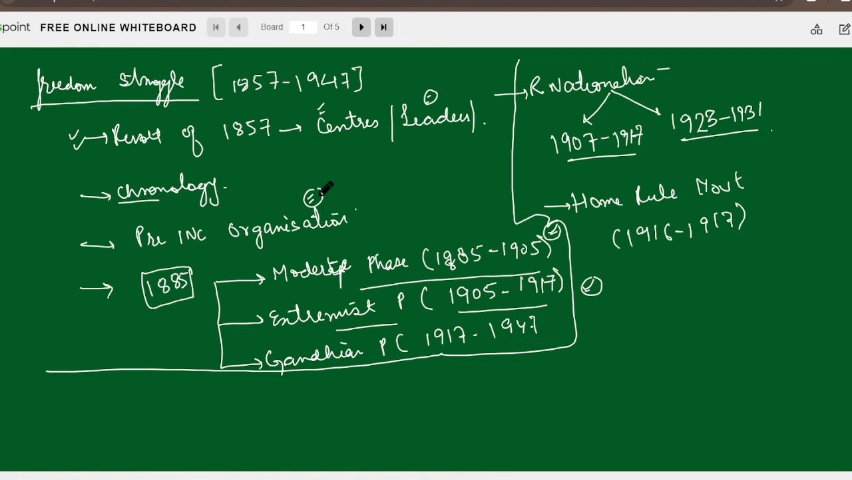 point FREE ONLINE WHITEBOARD Board 1 Of 5
freedom struggle [1857-1947]
→ Revolt of 1857 → Centres | Leaders
→ chronology.
→ Pre INC organisation
→ 1885
→ Moderate Phase (1885-1905)
→ Extremist P ( 1905-1917)
→ Gandhian P ( 1917-1947
→ R Nationalism
1907-1917
1923-1931
→ Home Rule Movt
(1916-1917)